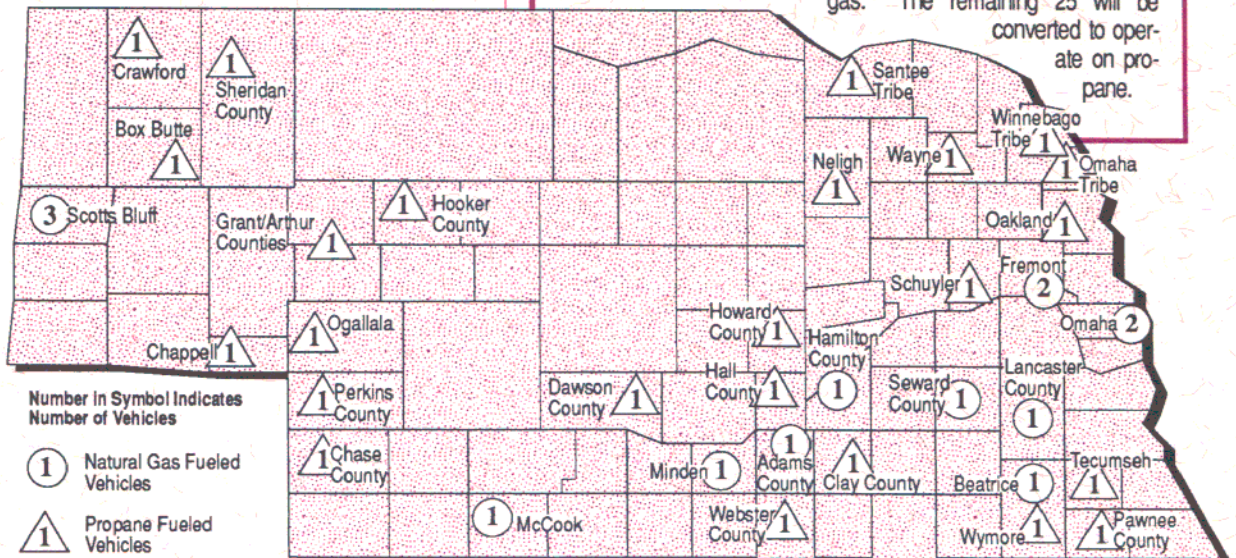 gas. The remaining 25 will be
converted to oper-
ate on pro-
pane.
1
Crawford
1
Sheridan
County
Box Butte
1
3 Scotts Bluff
Grant/Arthur
Counties
1
1
Hooker
County
Chappell 1
1 Ogallala
1 Perkins
County
1 Chase
County
1 McCook
Dawson
County 1
Minden 1
1
Adams
County
Webster
County 1
Howard
County 1
Hall
County 1
Hamilton
County
1
1
Clay County
Seward
County 1
Lancaster
County
1
Beatrice 1
Wymore 1
Tecumseh
1
1 Pawnee
County
1 Santee
Tribe
Neligh
1
Wayne 1
Winnebago
Tribe 1
1 Omaha
Tribe
Oakland 1
Schuyler 1
Fremont
2
Omaha 2
Number in Symbol Indicates
Number of Vehicles
1 Natural Gas Fueled
Vehicles
1 Propane Fueled
Vehicles